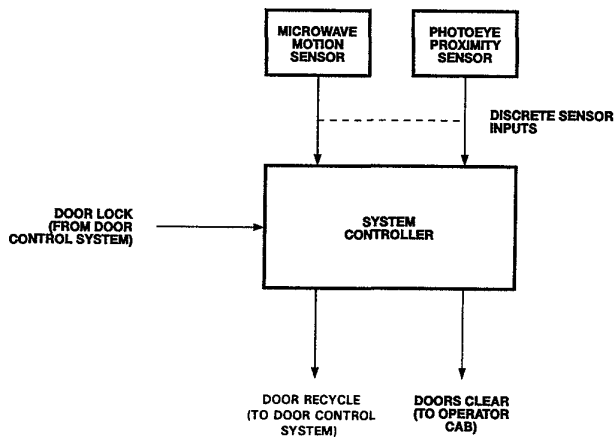 MICROWAVE
MOTION
SENSOR
PHOTOEYE
PROXIMITY
SENSOR
DISCRETE SENSOR
INPUTS
DOOR LOCK
(FROM DOOR
CONTROL SYSTEM)
SYSTEM
CONTROLLER
DOOR RECYCLE
(TO DOOR CONTROL
SYSTEM)
DOORS CLEAR
(TO OPERATOR
CAB)